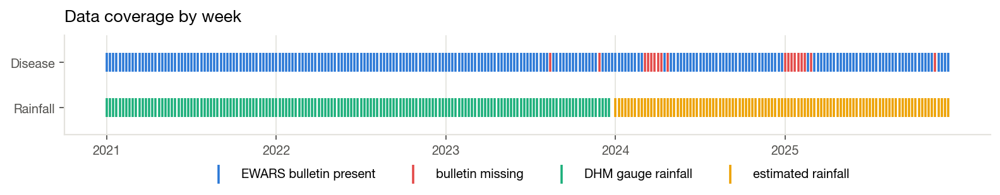 Data coverage by week
Disease
Rainfall
2021 2022 2023 2024 2025
EWARS bulletin present bulletin missing DHM gauge rainfall estimated rainfall